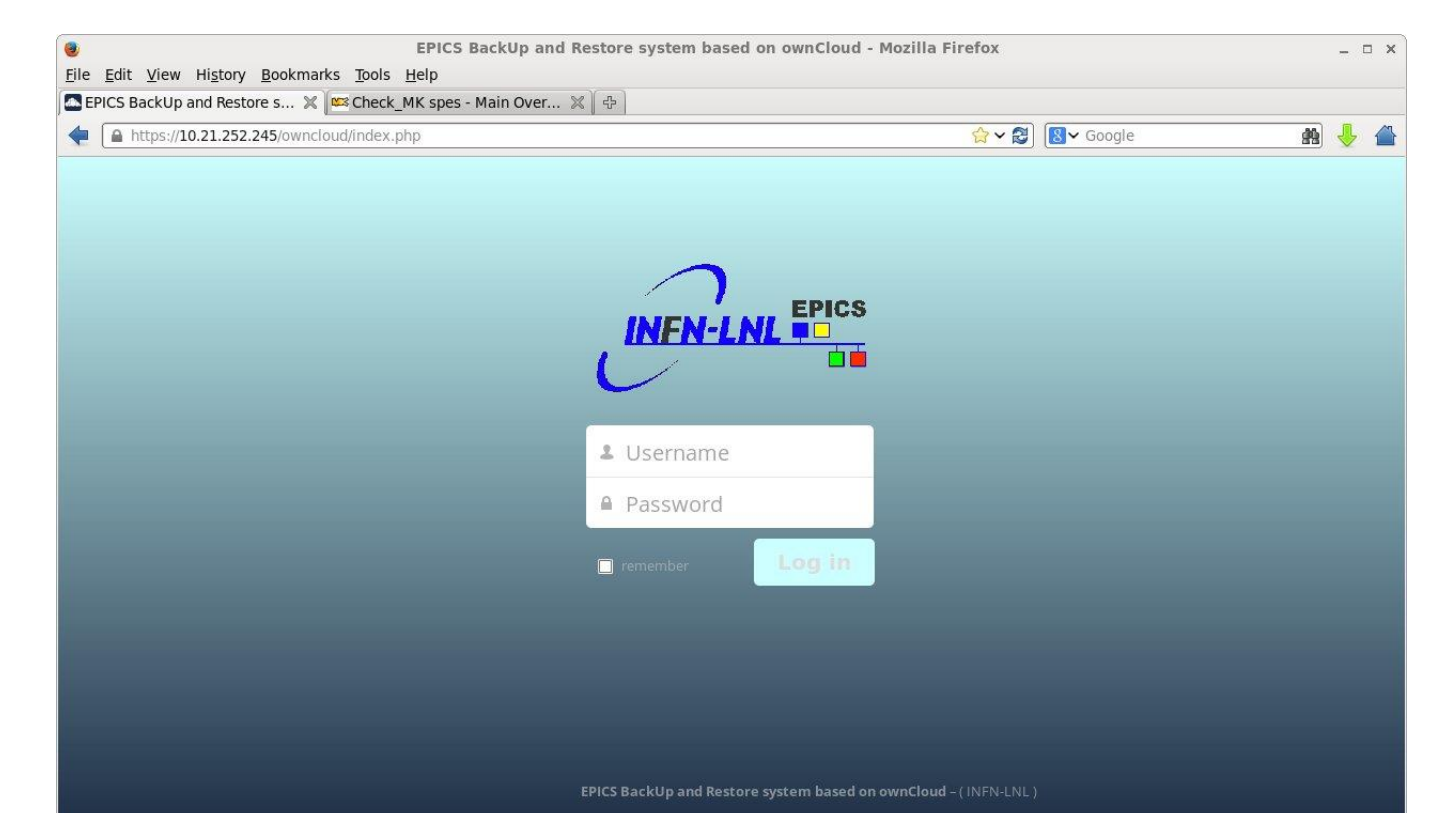 EPICS BackUp and Restore system based on ownCloud - Mozilla Firefox
File Edit View History Bookmarks Tools Help
EPICS BackUp and Restore s... Check_MK spes - Main Over...
https://10.21.252.245/owncloud/index.php Google
EPICS
INFN-LNL
Username
Password
remember Log in
EPICS BackUp and Restore system based on ownCloud – ( INFN-LNL )